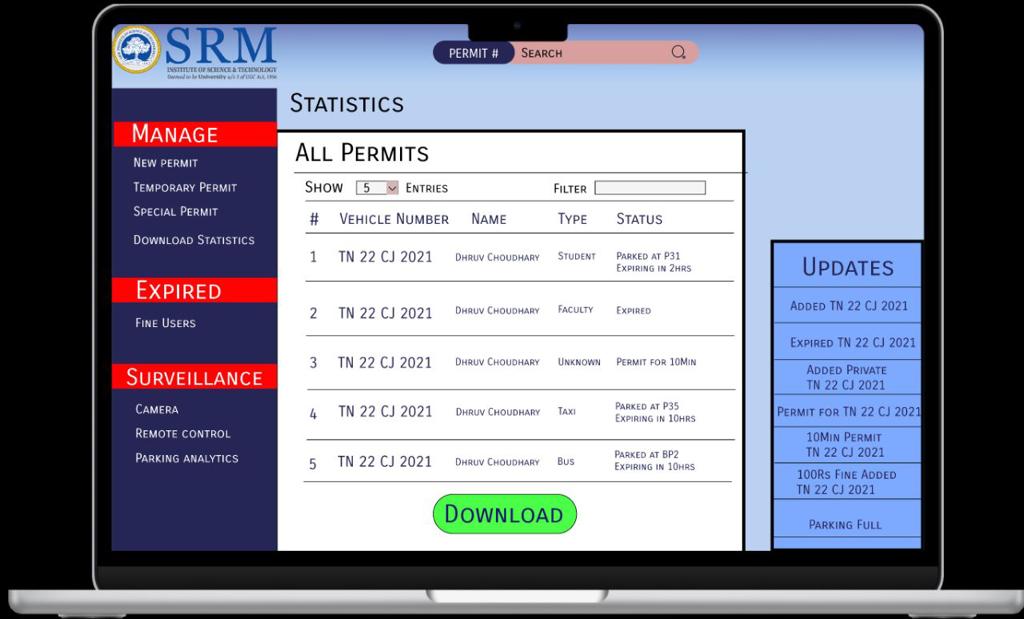 SRM
INSTITUTE OF SCIENCE & TECHNOLOGY
Deemed to be University u/s 3 of UGC Act, 1956
PERMIT # SEARCH
STATISTICS
MANAGE
NEW PERMIT
TEMPORARY PERMIT
SPECIAL PERMIT
DOWNLOAD STATISTICS
EXPIRED
FINE USERS
SURVEILLANCE
CAMERA
REMOTE CONTROL
PARKING ANALYTICS
ALL PERMITS
SHOW 5 ENTRIES FILTER
# VEHICLE NUMBER NAME TYPE STATUS
1 TN 22 CJ 2021 DHRUV CHOUDHARY STUDENT PARKED AT P31
EXPIRING IN 2HRS
2 TN 22 CJ 2021 DHRUV CHOUDHARY FACULTY EXPIRED
3 TN 22 CJ 2021 DHRUV CHOUDHARY UNKNOWN PERMIT FOR 10MIN
4 TN 22 CJ 2021 DHRUV CHOUDHARY TAXI PARKED AT P35
EXPIRING IN 10HRS
5 TN 22 CJ 2021 DHRUV CHOUDHARY BUS PARKED AT BP2
EXPIRING IN 10HRS
DOWNLOAD
UPDATES
ADDED TN 22 CJ 2021
EXPIRED TN 22 CJ 2021
ADDED PRIVATE
TN 22 CJ 2021
PERMIT FOR TN 22 CJ 2021
10MIN PERMIT
TN 22 CJ 2021
100RS FINE ADDED
TN 22 CJ 2021
PARKING FULL